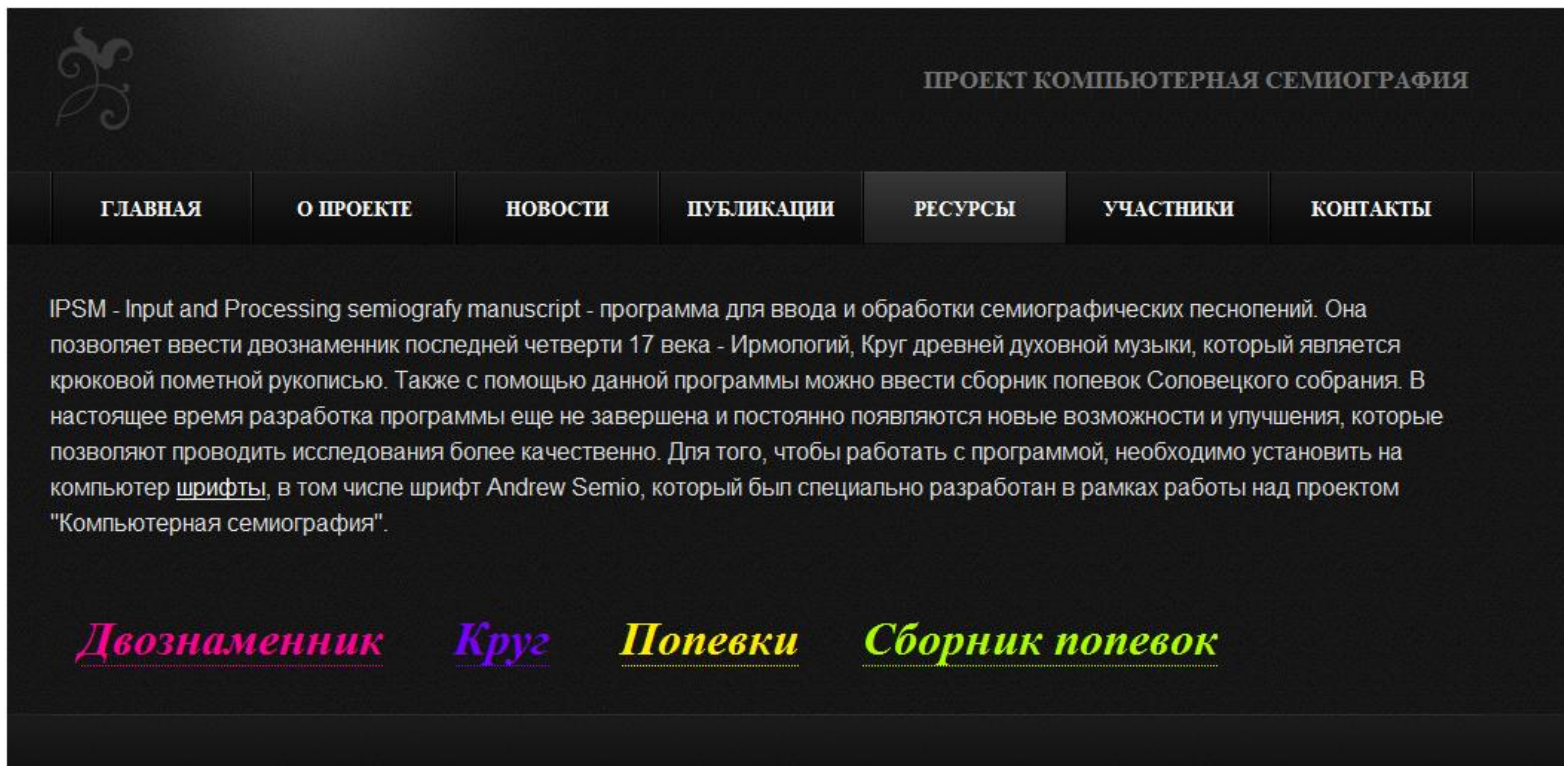 ПРОЕКТ КОМПЬЮТЕРНАЯ СЕМИОГРАФИЯ
ГЛАВНАЯ О ПРОЕКТЕ НОВОСТИ ПУБЛИКАЦИИ РЕСУРСЫ УЧАСТНИКИ КОНТАКТЫ
IPSM - Input and Processing semiografy manuscript - программа для ввода и обработки семиографических песнопений. Она
позволяет ввести двознаменник последней четверти 17 века - Ирмологий, Круг древней духовной музыки, который является
крюковой пометной рукописью. Также с помощью данной программы можно ввести сборник попевок Соловецкого собрания. В
настоящее время разработка программы еще не завершена и постоянно появляются новые возможности и улучшения, которые
позволяют проводить исследования более качественно. Для того, чтобы работать с программой, необходимо установить на
компьютер шрифты, в том числе шрифт Andrew Semio, который был специально разработан в рамках работы над проектом
"Компьютерная семиография".
Двознаменник Круг Попевки Сборник попевок